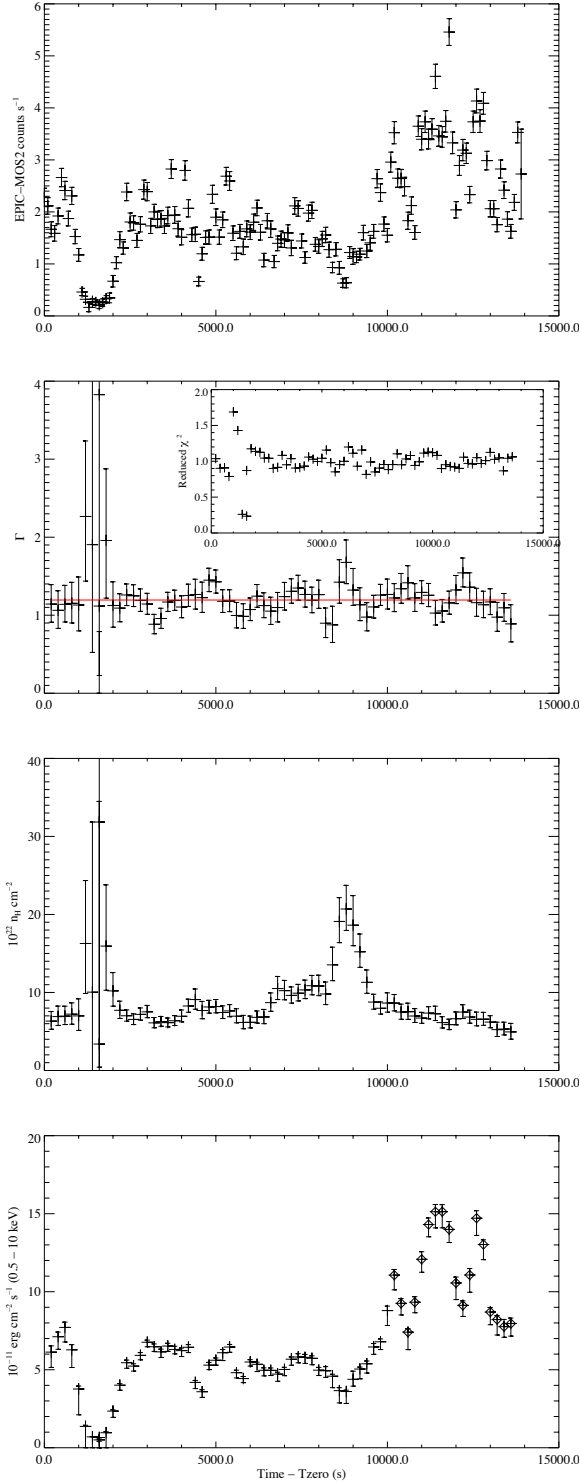 6
5
4
3
2
1
0
EPIC−MOS2 counts s⁻¹
0.0 5000.0 10000.0 15000.0
4
3
2
1
0
Γ
2.0
1.5
1.0
0.5
0.0
Reduced χ²
0.0 5000.0 10000.0 15000.0
0.0 5000.0 10000.0 15000.0
40
30
20
10
0
10²² n_H cm⁻²
0.0 5000.0 10000.0 15000.0
20
15
10
5
0
10⁻¹¹ erg cm⁻² s⁻¹ (0.5 − 10 keV)
0.0 5000.0 10000.0 15000.0
Time − Tzero (s)